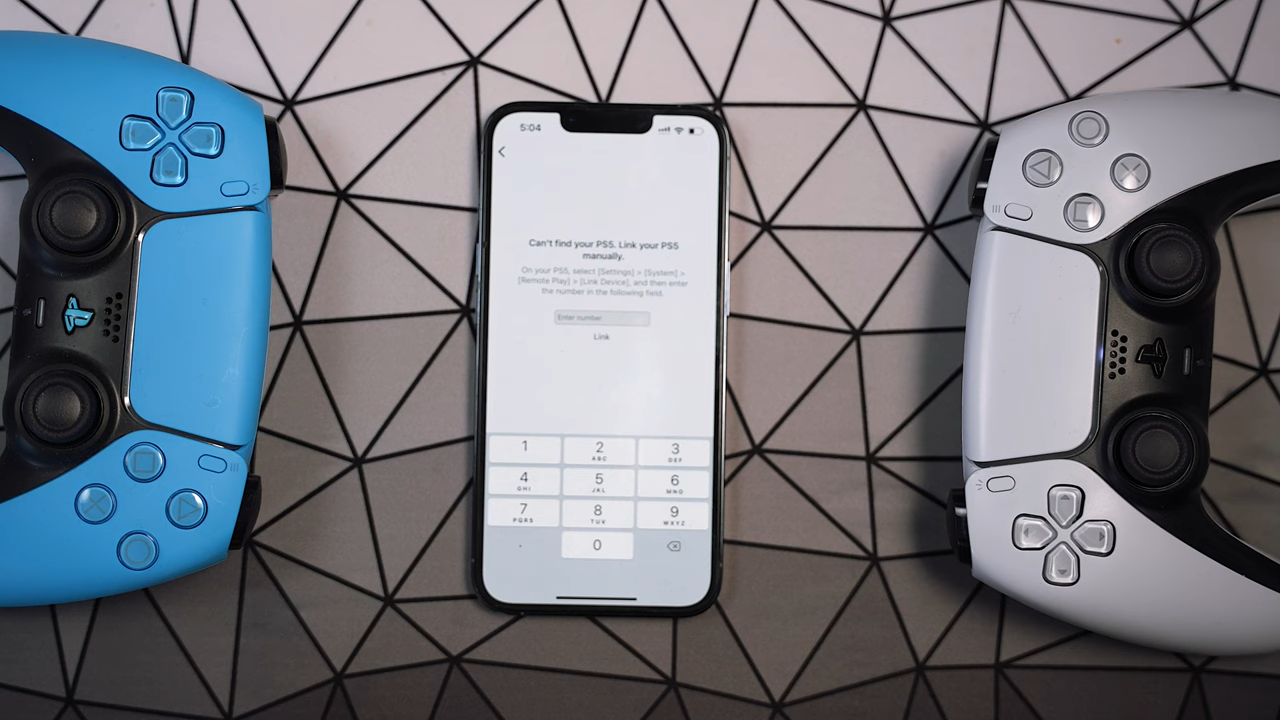 5:04
Can't find your PS5. Link your PS5
manually.
On your PS5, select [Settings] > [System] >
[Remote Play] > [Link Device], and then enter
the number in the following field.
Enter number
Link
1
2 ABC
3 DEF
4 GHI
5 JKL
6 MNO
7 PQRS
8 TUV
9 WXYZ
0